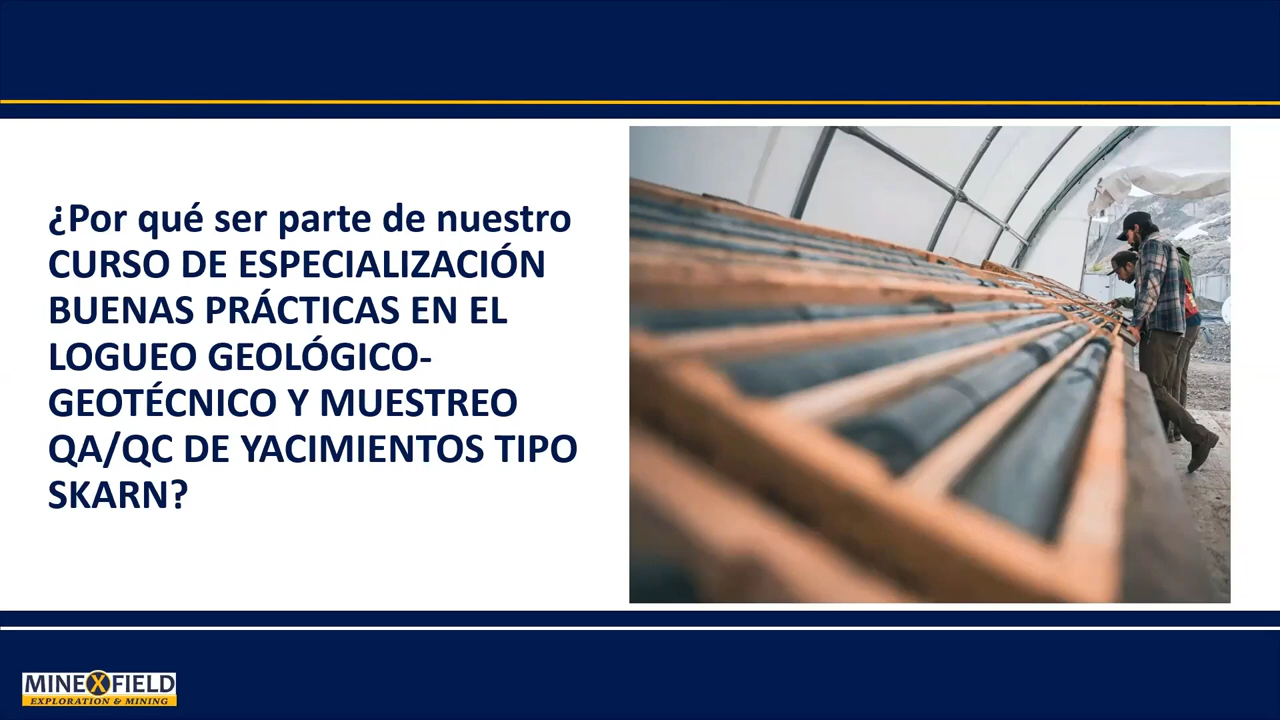 ¿Por qué ser parte de nuestro
CURSO DE ESPECIALIZACIÓN
BUENAS PRÁCTICAS EN EL
LOGUEO GEOLÓGICO-
GEOTÉCNICO Y MUESTREO
QA/QC DE YACIMIENTOS TIPO
SKARN?
MINEXFIELD
EXPLORATION & MINING